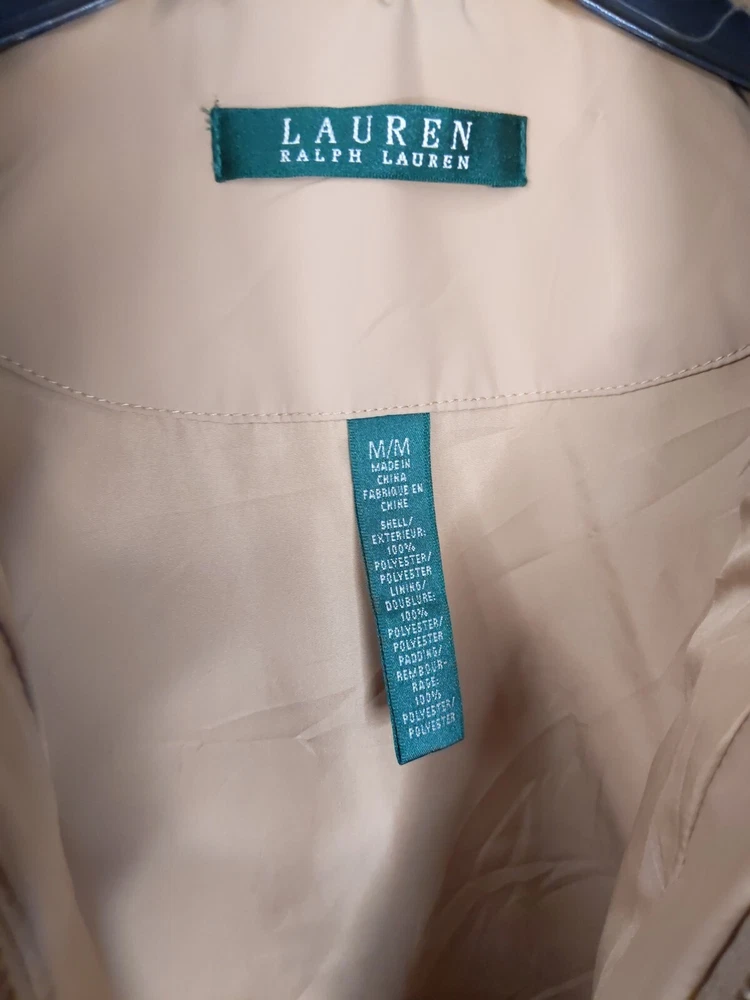 LAUREN
RALPH LAUREN
M/M
MADE IN
CHINA
FABRIQUE EN
CHINE
SHELL/
EXTERIEUR:
100%
POLYESTER/
POLYESTER
LINING/
DOUBLURE:
100%
POLYESTER/
POLYESTER
PADDING/
REMBOUR-
RAGE:
100%
POLYESTER/
POLYESTER